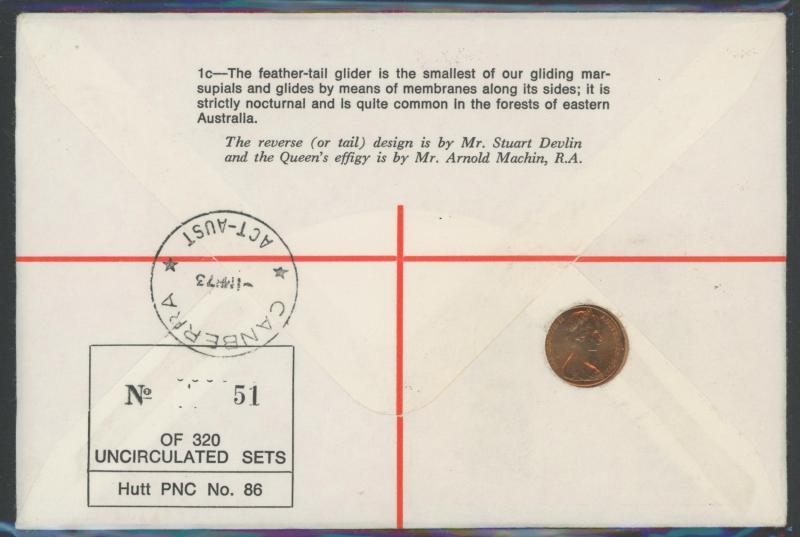 1c—The feather-tail glider is the smallest of our gliding mar-
supials and glides by means of membranes along its sides; it is
strictly nocturnal and is quite common in the forests of eastern
Australia.
The reverse (or tail) design is by Mr. Stuart Devlin
and the Queen's effigy is by Mr. Arnold Machin, R.A.
CANBERRA
ACT-AUST
-1MR73
No 51
OF 320
UNCIRCULATED SETS
Hutt PNC No. 86